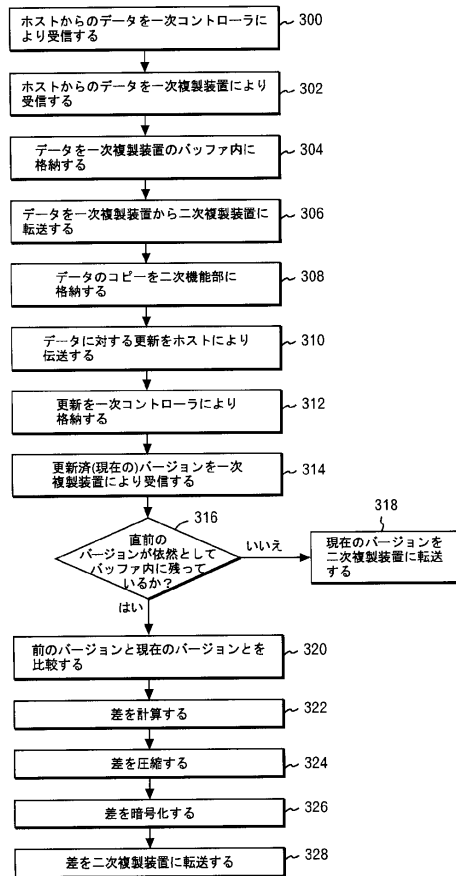 ホストからのデータを一次コントローラに
より受信する
300
ホストからのデータを一次複製装置により
受信する
302
データを一次複製装置のバッファ内に
格納する
304
データを一次複製装置から二次複製装置に
転送する
306
データのコピーを二次機能部に
格納する
308
データに対する更新をホストにより
伝送する
310
更新を一次コントローラにより
格納する
312
更新済(現在の)バージョンを一次
複製装置により受信する
314
316
直前の
バージョンが依然として
バッファ内に残って
いるか?
いいえ
318
現在のバージョンを
二次複製装置に転送
する
はい
前のバージョンと現在のバージョンとを
比較する
320
差を計算する
322
差を圧縮する
324
差を暗号化する
326
差を二次複製装置に転送する
328